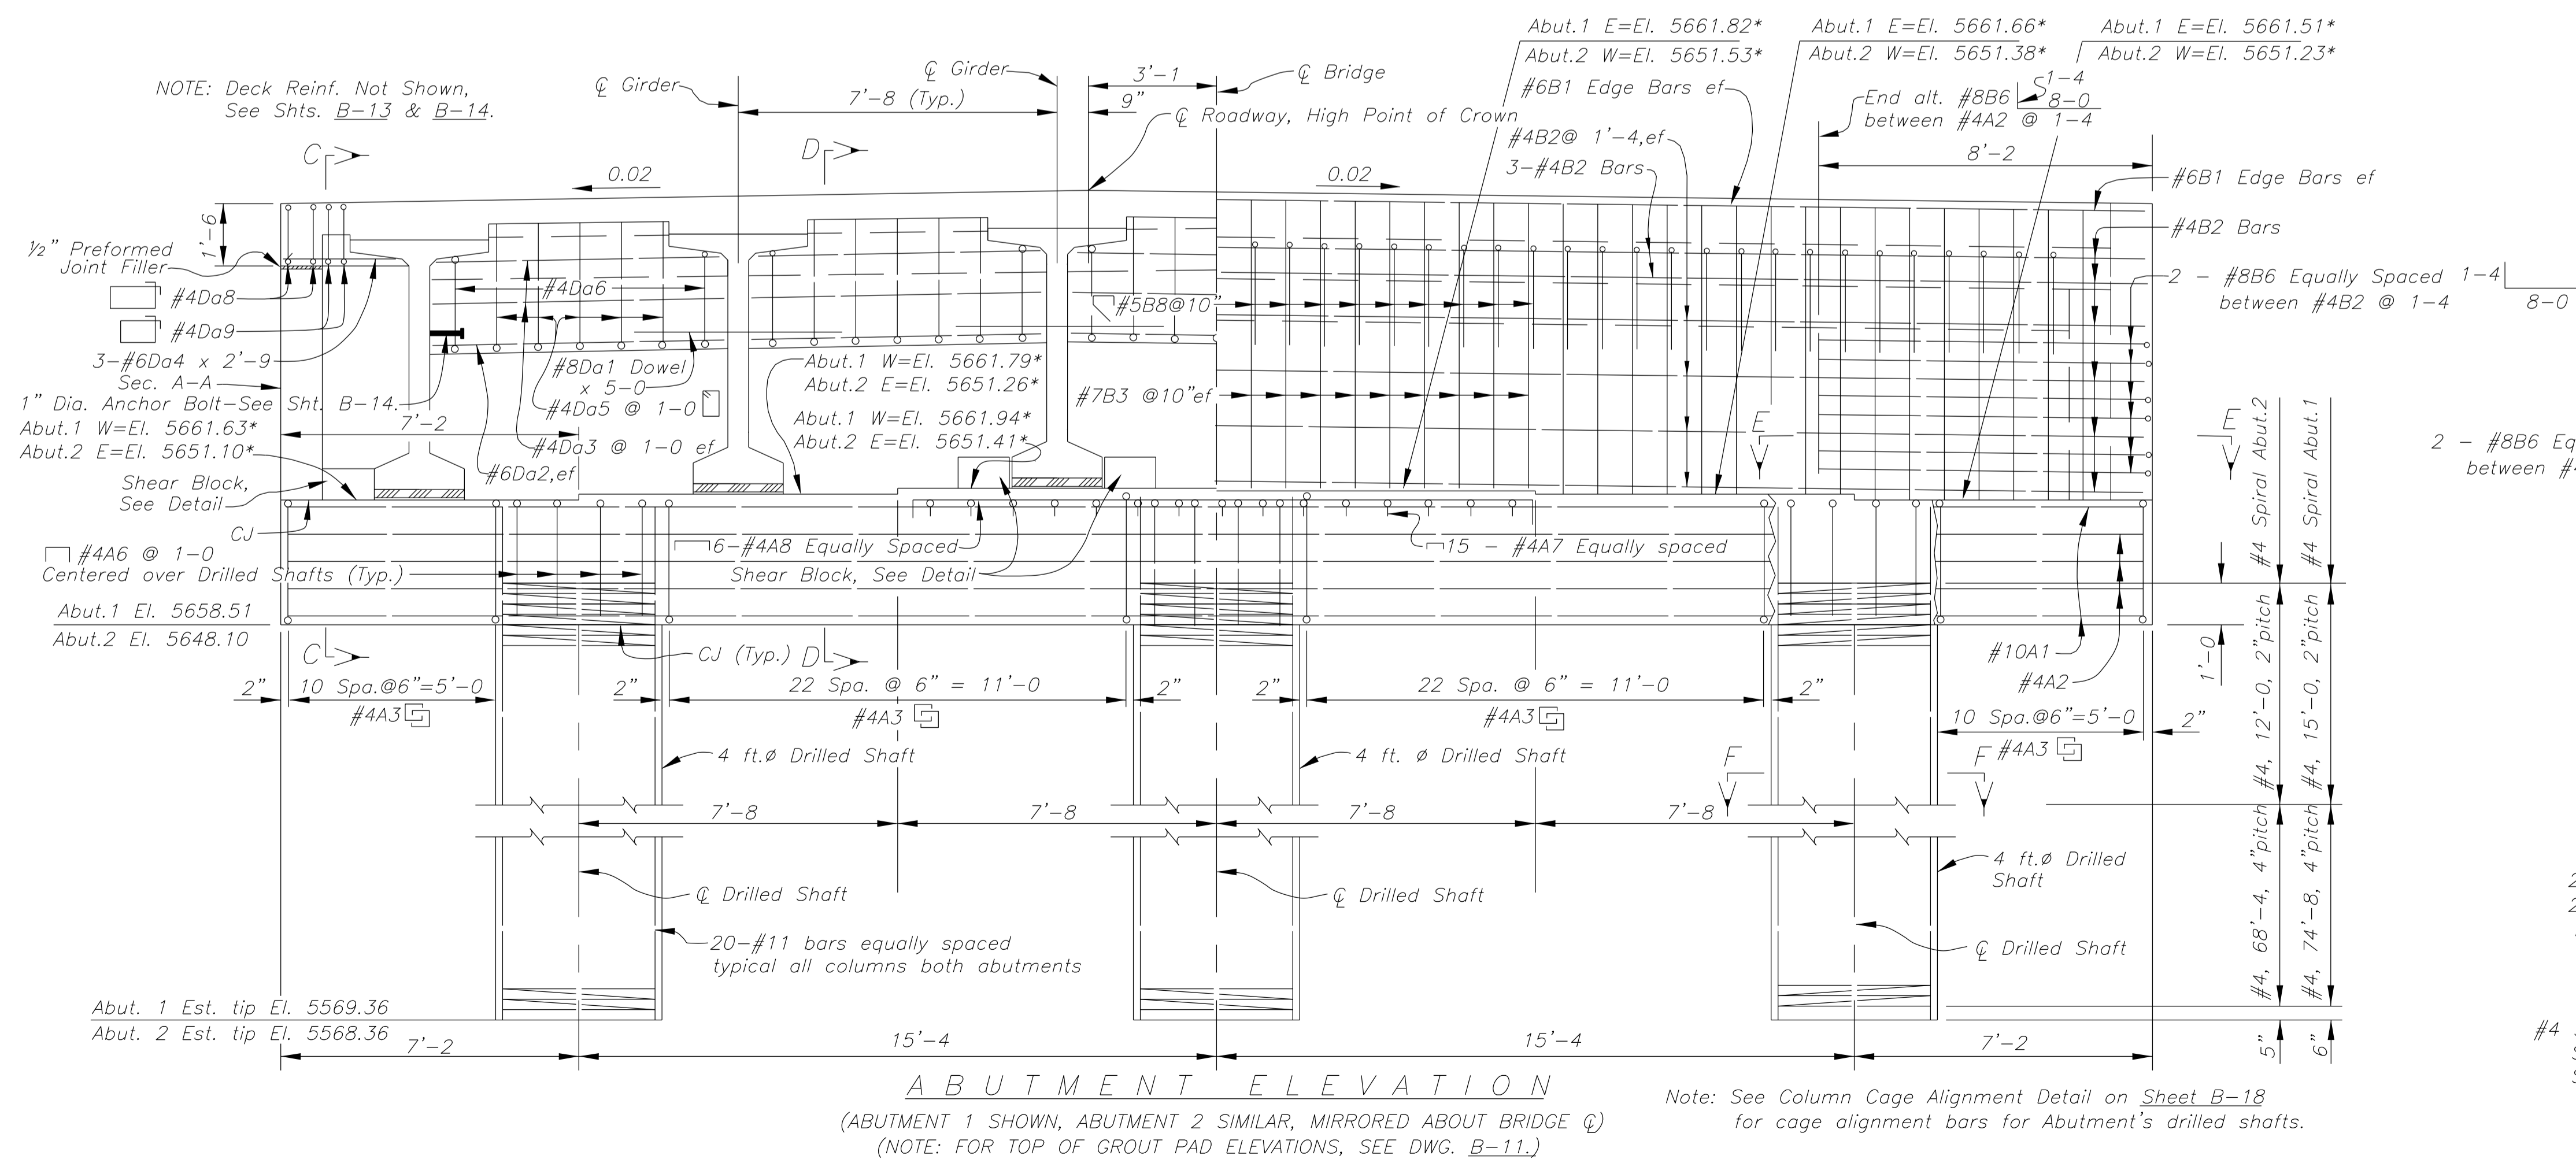 Abut.1 E=El. 5661.82*
Abut.2 W=El. 5651.53*
Abut.1 E=El. 5661.66*
Abut.2 W=El. 5651.38*
Abut.1 E=El. 5661.51*
Abut.2 W=El. 5651.23*
NOTE: Deck Reinf. Not Shown,
See Shts. B-13 & B-14.
℄ Girder
℄ Girder
7'-8 (Typ.)
3'-1
9"
℄ Bridge
℄ Roadway, High Point of Crown
#6B1 Edge Bars ef
#4B2@ 1'-4,ef
3-#4B2 Bars
End alt. #8B6
between #4A2 @ 1-4
1-4
8-0
8'-2
C
D
0.02
0.02
#6B1 Edge Bars ef
#4B2 Bars
2 - #8B6 Equally Spaced
between #4B2 @ 1-4
1-4
8-0
1'-6
½" Preformed
Joint Filler
#4Da8
#4Da9
3-#6Da4 x 2'-9
Sec. A-A
1" Dia. Anchor Bolt-See Sht. B-14.
Abut.1 W=El. 5661.63*
Abut.2 E=El. 5651.10*
7'-2
#4Da6
#8Da1 Dowel
x 5-0
#4Da5 @ 1-0
#4Da3 @ 1-0 ef
#6Da2,ef
Abut.1 W=El. 5661.79*
Abut.2 E=El. 5651.26*
Abut.1 W=El. 5661.94*
Abut.2 E=El. 5651.41*
#5B8@10"
#7B3 @10"ef
E
E
2 - #8B6 Eq
between #
Shear Block,
See Detail
CJ
#4A6 @ 1-0
Centered over Drilled Shafts (Typ.)
6-#4A8 Equally Spaced
Shear Block, See Detail
15 - #4A7 Equally spaced
Abut.1 El. 5658.51
Abut.2 El. 5648.10
C
CJ (Typ.)
D
#10A1
#4A2
1'-0
#4 Spiral Abut.2
#4 Spiral Abut.1
#4, 12'-0, 2"pitch
#4, 15'-0, 2"pitch
#4, 68'-4, 4"pitch
#4, 74'-8, 4"pitch
5"
6"
2"
10 Spa.@6"=5'-0
#4A3
2"
22 Spa. @ 6" = 11'-0
#4A3
2"
2"
22 Spa. @ 6" = 11'-0
#4A3
2"
10 Spa.@6"=5'-0
#4A3
2"
4 ft.ø Drilled Shaft
4 ft. ø Drilled Shaft
F
F
7'-8
7'-8
7'-8
7'-8
4 ft.ø Drilled
Shaft
℄ Drilled Shaft
℄ Drilled Shaft
℄ Drilled Shaft
20-#11 bars equally spaced
typical all columns both abutments
Abut. 1 Est. tip El. 5569.36
Abut. 2 Est. tip El. 5568.36
7'-2
15'-4
15'-4
7'-2
#4
ABUTMENT ELEVATION
(ABUTMENT 1 SHOWN, ABUTMENT 2 SIMILAR, MIRRORED ABOUT BRIDGE ℄)
(NOTE: FOR TOP OF GROUT PAD ELEVATIONS, SEE DWG. B-11.)
Note: See Column Cage Alignment Detail on Sheet B-18
for cage alignment bars for Abutment's drilled shafts.